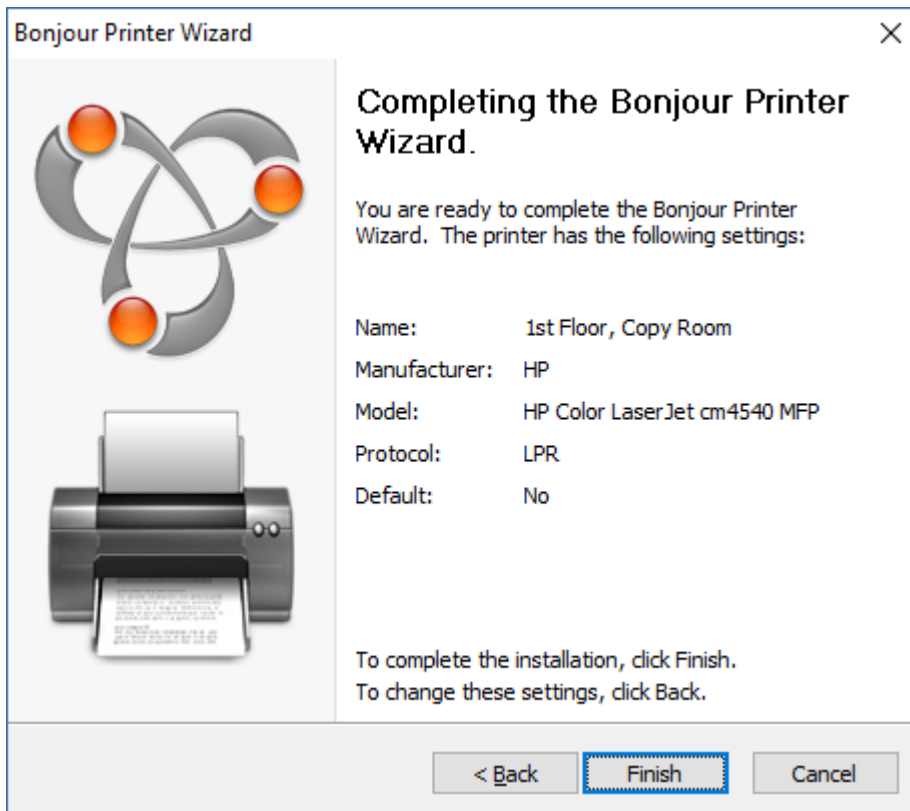 Bonjour Printer Wizard
Completing the Bonjour Printer
Wizard.
You are ready to complete the Bonjour Printer
Wizard. The printer has the following settings:
Name: 1st Floor, Copy Room
Manufacturer: HP
Model: HP Color LaserJet cm4540 MFP
Protocol: LPR
Default: No
To complete the installation, click Finish.
To change these settings, click Back.
< Back Finish Cancel